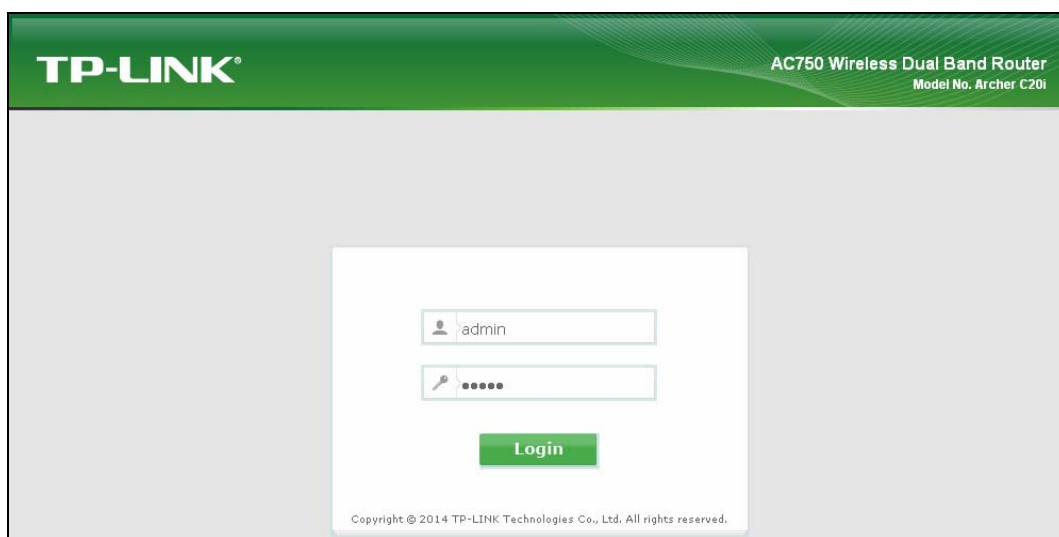 TP-LINK®
AC750 Wireless Dual Band Router
Model No. Archer C20i
admin
•••••
Login
Copyright © 2014 TP-LINK Technologies Co., Ltd. All rights reserved.